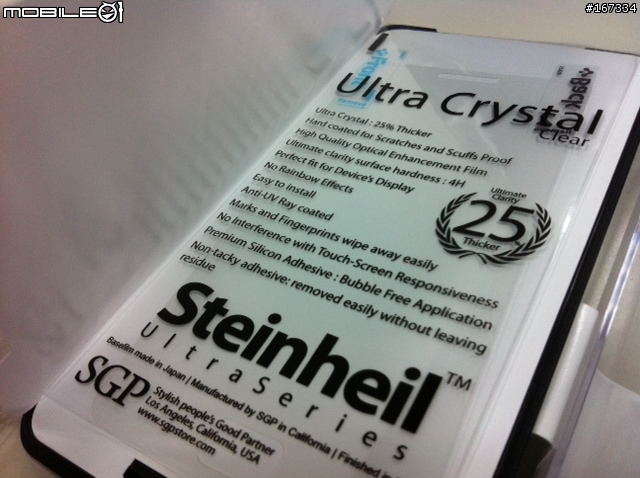 MOBILE01
#167334
Front
Back
Ultra Crystal
Clear
Ultra Crystal : 25% Thicker
Hard coated for Scratches and Scuffs Proof
High Quality Optical Enhancement Film
Ultimate clarity surface hardness : 4H
Perfect fit for Device's Display
No Rainbow Effects
Easy to install
Anti-UV Ray coated
Marks and Fingerprints wipe away easily
No Interference with Touch-Screen Responsiveness
Premium Silicon Adhesive : Bubble Free Application
Non-tacky adhesive: removed easily without leaving
residue
Ultimate
Clarity
25
Thicker
Steinheil™
UltraSeries
Basefilm made in Japan | Manufactured by SGP in California | Finished in
SGP
Stylish people's Good Partner
Los Angeles, California, USA
www.sgpstore.com